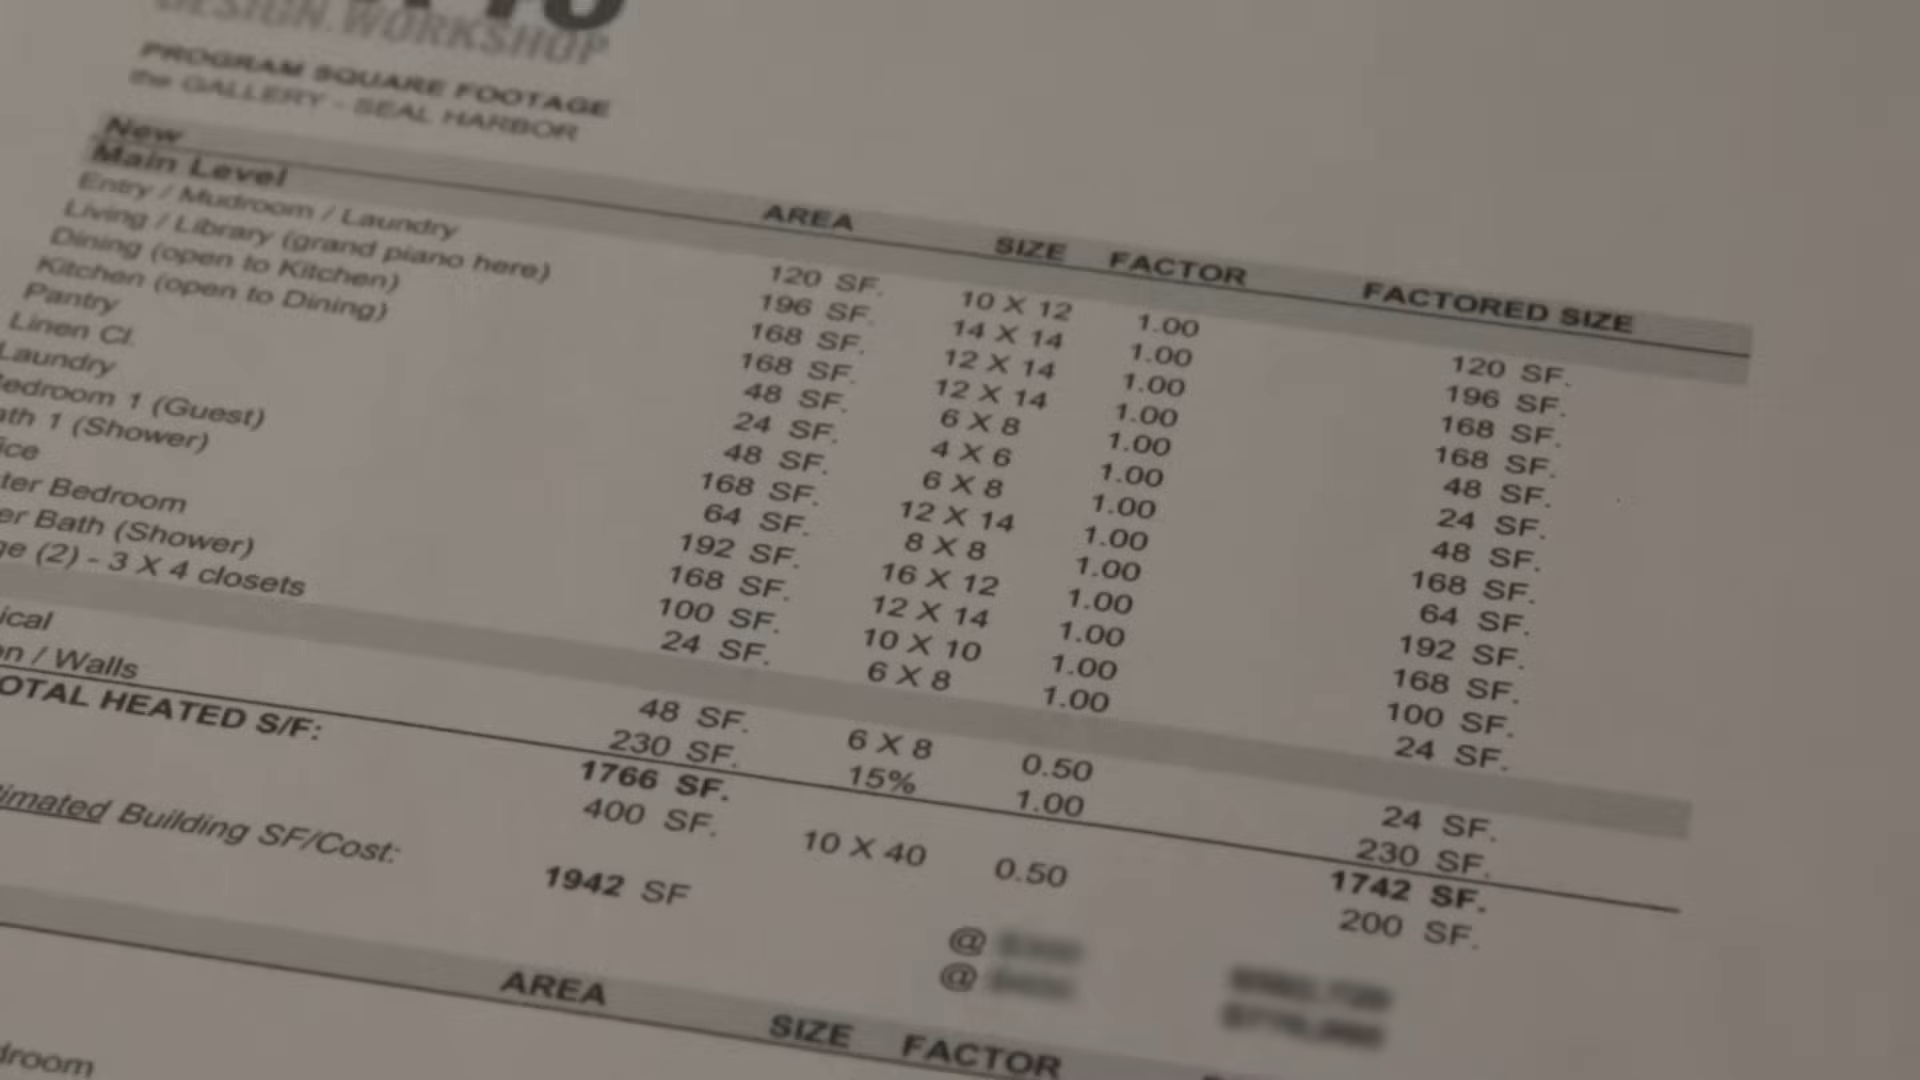 DESIGN.WORKSHOP
PROGRAM SQUARE FOOTAGE
the GALLERY - SEAL HARBOR
New
Main Level AREA SIZE FACTOR FACTORED SIZE
Entry / Mudroom / Laundry 120 SF. 10 X 12 1.00 120 SF.
Living / Library (grand piano here) 196 SF. 14 X 14 1.00 196 SF.
Dining (open to Kitchen) 168 SF. 12 X 14 1.00 168 SF.
Kitchen (open to Dining) 168 SF. 12 X 14 1.00 168 SF.
Pantry 48 SF. 6 X 8 1.00 48 SF.
Linen Cl. 24 SF. 4 X 6 1.00 24 SF.
Laundry 48 SF. 6 X 8 1.00 48 SF.
edroom 1 (Guest) 168 SF. 12 X 14 1.00 168 SF.
ath 1 (Shower) 64 SF. 8 X 8 1.00 64 SF.
ice 192 SF. 16 X 12 1.00 192 SF.
ter Bedroom 168 SF. 12 X 14 1.00 168 SF.
er Bath (Shower) 100 SF. 10 X 10 1.00 100 SF.
ge (2) - 3 X 4 closets 24 SF. 6 X 8 1.00 24 SF.
ical 48 SF. 6 X 8 0.50 24 SF.
on / Walls 230 SF. 15% 1.00 230 SF.
OTAL HEATED S/F: 1766 SF. 1742 SF.
400 SF. 10 X 40 0.50 200 SF.
timated Building SF/Cost: 1942 SF @
@
AREA SIZE FACTOR
droom